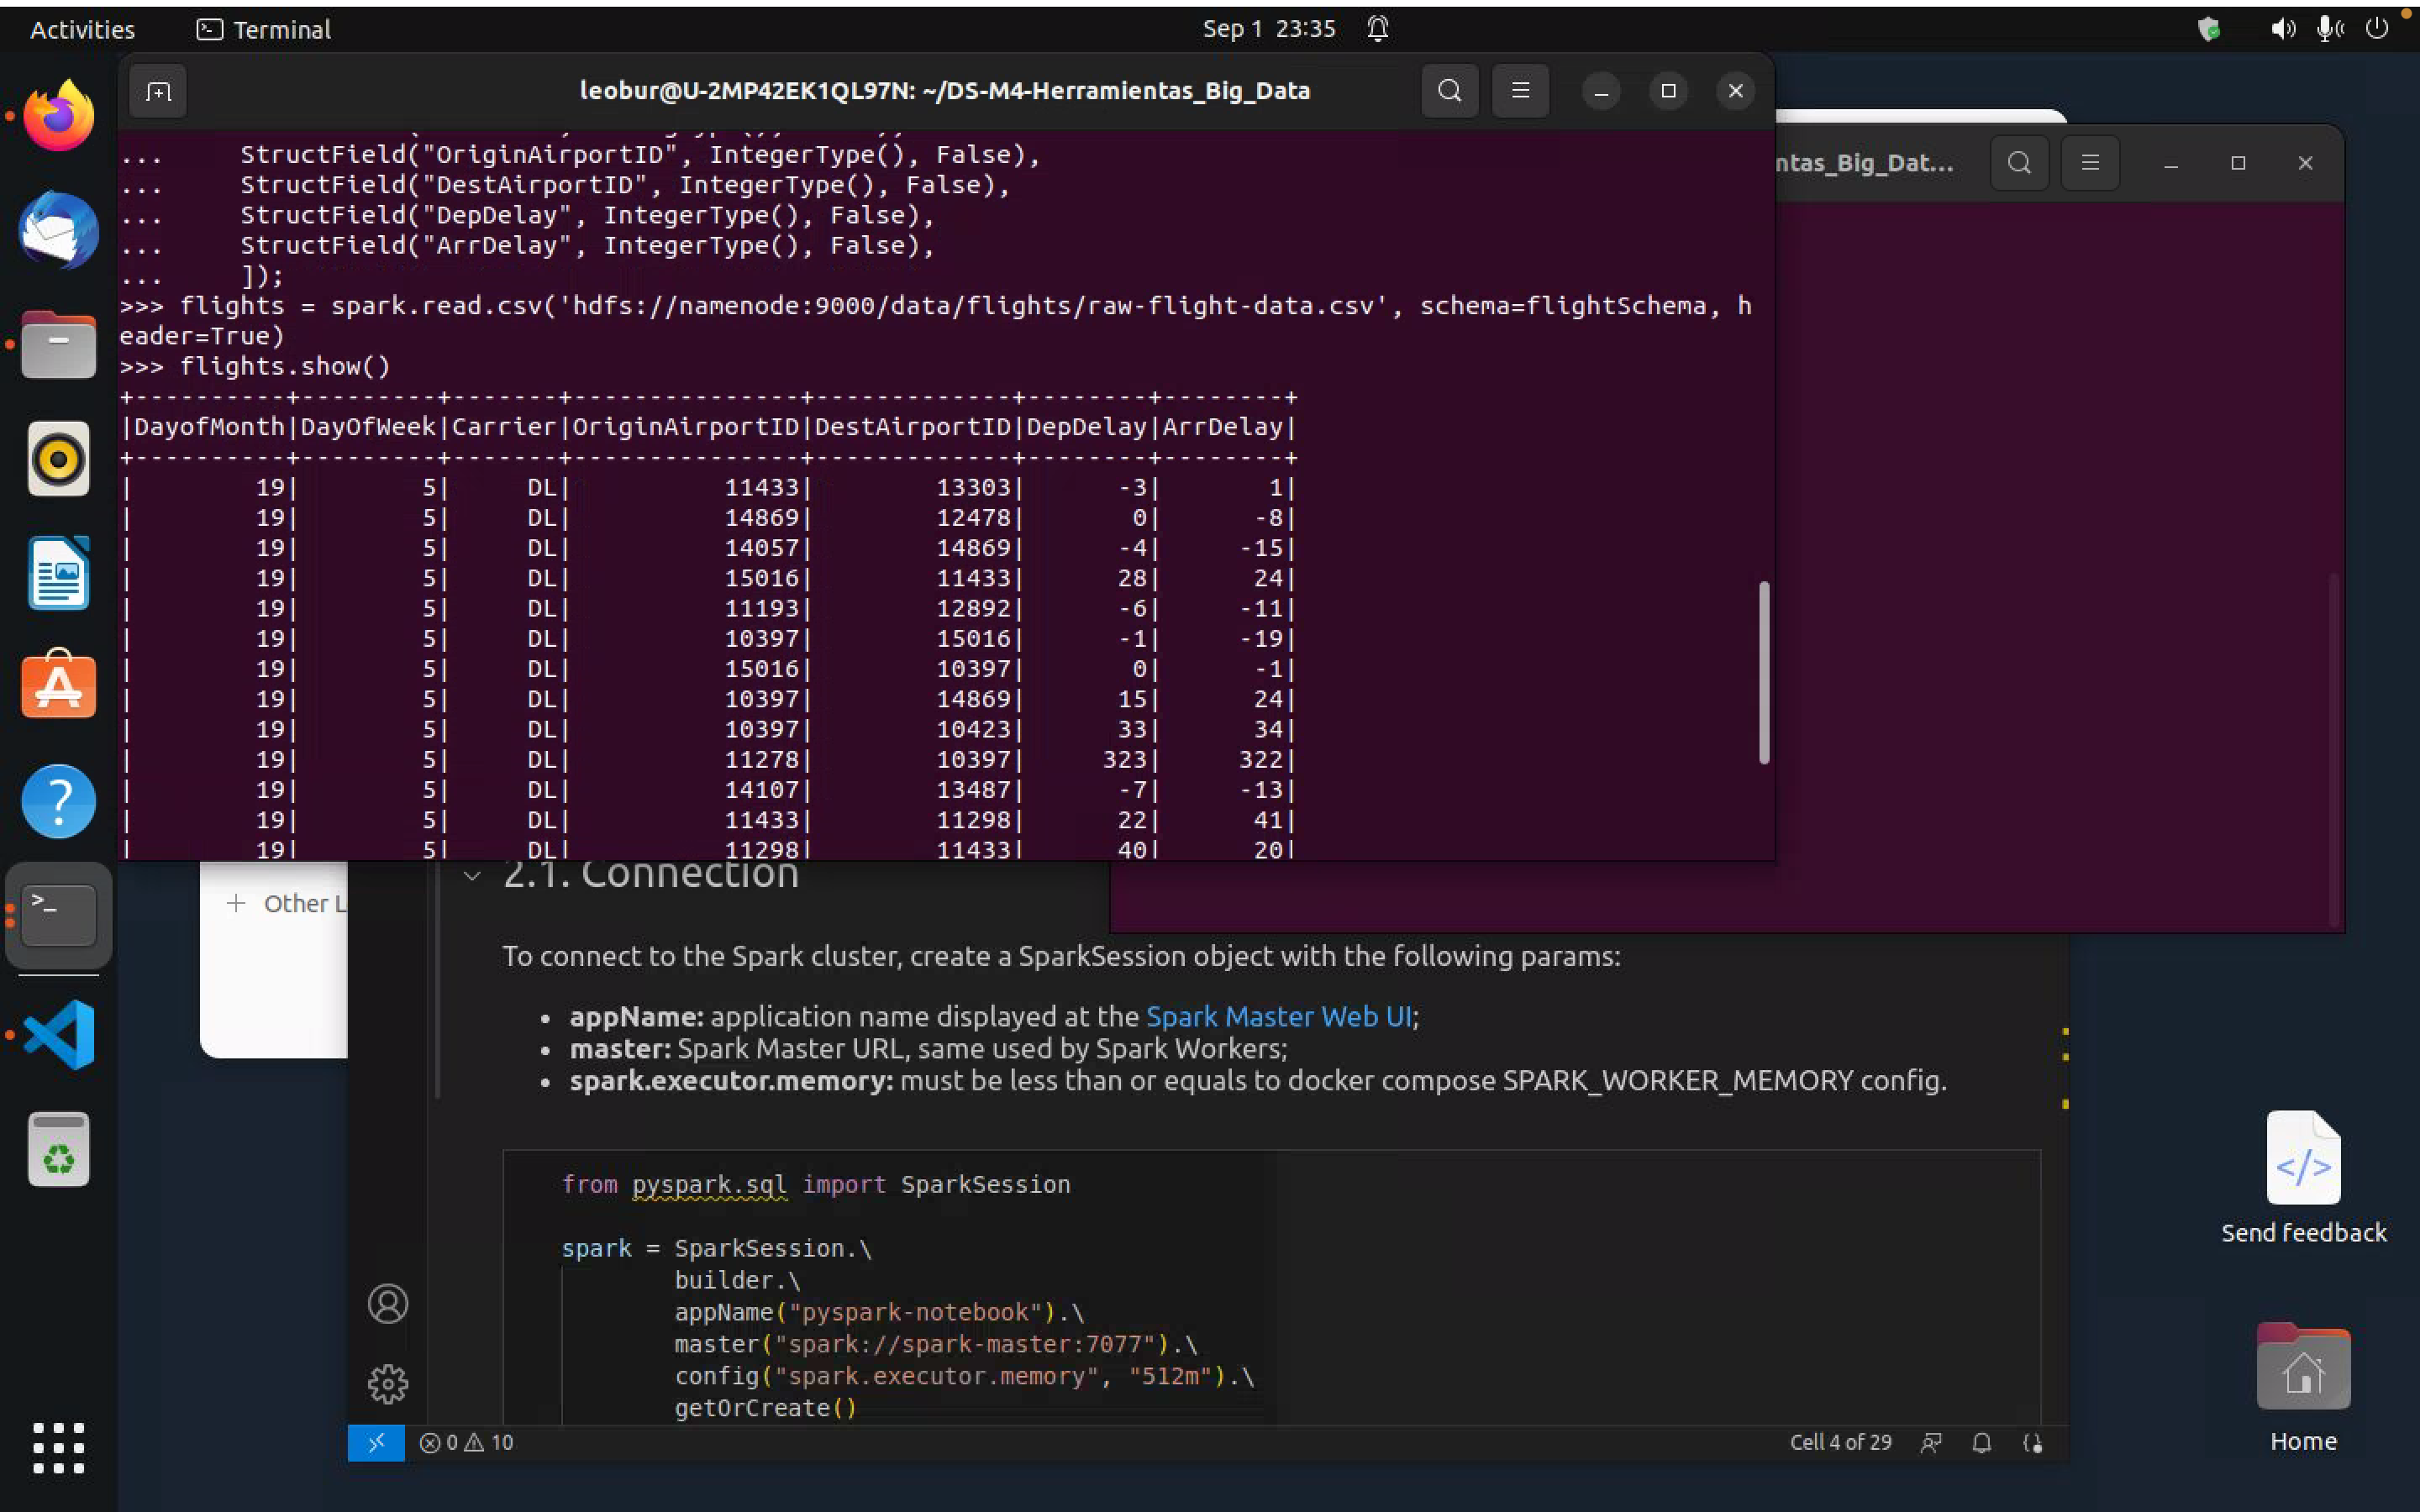 Activities
Terminal
Sep 1 23:35
leobur@U-2MP42EK1QL97N: ~/DS-M4-Herramientas_Big_Data
ntas_Big_Dat...
...     StructField("OriginAirportID", IntegerType(), False),
...     StructField("DestAirportID", IntegerType(), False),
...     StructField("DepDelay", IntegerType(), False),
...     StructField("ArrDelay", IntegerType(), False),
...     ]);
>>> flights = spark.read.csv('hdfs://namenode:9000/data/flights/raw-flight-data.csv', schema=flightSchema, h
eader=True)
>>> flights.show()
+----------+---------+-------+---------------+-------------+--------+--------+
|DayofMonth|DayOfWeek|Carrier|OriginAirportID|DestAirportID|DepDelay|ArrDelay|
+----------+---------+-------+---------------+-------------+--------+--------+
|        19|        5|     DL|          11433|        13303|      -3|       1|
|        19|        5|     DL|          14869|        12478|       0|      -8|
|        19|        5|     DL|          14057|        14869|      -4|     -15|
|        19|        5|     DL|          15016|        11433|      28|      24|
|        19|        5|     DL|          11193|        12892|      -6|     -11|
|        19|        5|     DL|          10397|        15016|      -1|     -19|
|        19|        5|     DL|          15016|        10397|       0|      -1|
|        19|        5|     DL|          10397|        14869|      15|      24|
|        19|        5|     DL|          10397|        10423|      33|      34|
|        19|        5|     DL|          11278|        10397|     323|     322|
|        19|        5|     DL|          14107|        13487|      -7|     -13|
|        19|        5|     DL|          11433|        11298|      22|      41|
|        19|        5|     DL|          11298|        11433|      40|      20|
+ Other L
2.1. Connection
To connect to the Spark cluster, create a SparkSession object with the following params:
• appName: application name displayed at the Spark Master Web UI;
• master: Spark Master URL, same used by Spark Workers;
• spark.executor.memory: must be less than or equals to docker compose SPARK_WORKER_MEMORY config.
from pyspark.sql import SparkSession
spark = SparkSession.\
        builder.\
        appName("pyspark-notebook").\
        master("spark://spark-master:7077").\
        config("spark.executor.memory", "512m").\
        getOrCreate()
0 10
Cell 4 of 29
Send feedback
Home